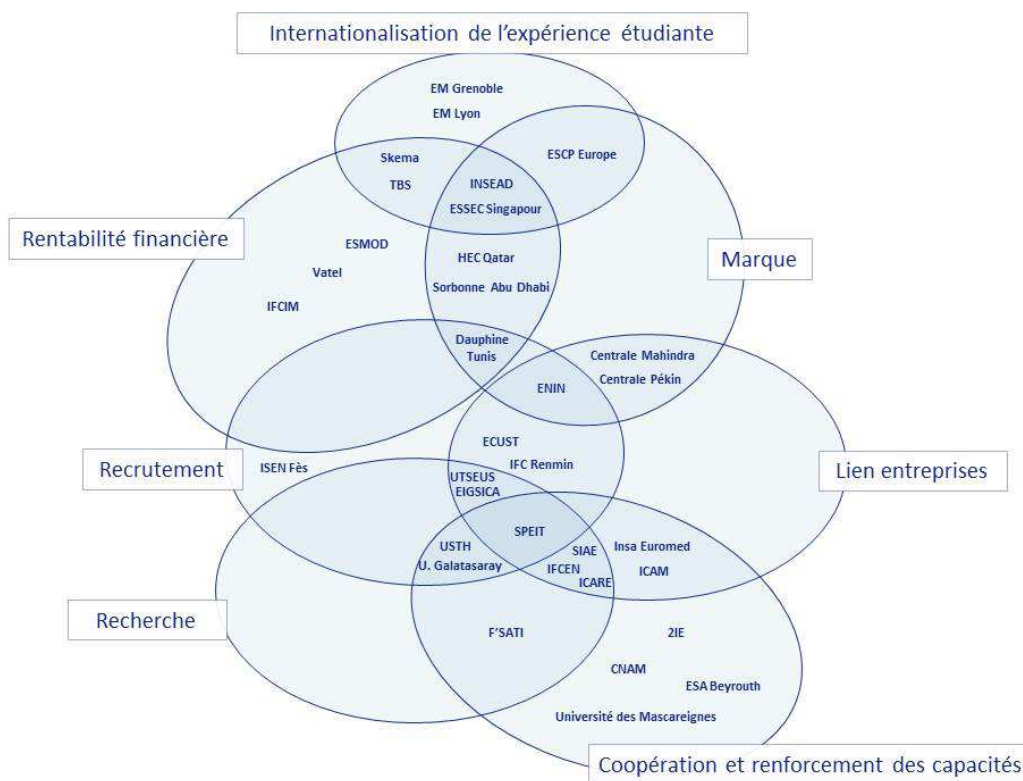 Internationalisation de l'expérience étudiante
EM Grenoble
EM Lyon
ESCP Europe
Skema
TBS
INSEAD
ESSEC Singapour
Rentabilité financière
ESMOD
Vatel
IFCIM
HEC Qatar
Sorbonne Abu Dhabi
Marque
Dauphine
Tunis
Centrale Mahindra
Centrale Pékin
ENIN
ECUST
IFC Renmin
Recrutement
ISEN Fès
UTSEUS
EIGSICA
Lien entreprises
SPEIT
USTH
U. Galatasaray
SIAE
IFCEN
ICARE
Insa Euromed
ICAM
Recherche
F'SATI
2IE
CNAM
ESA Beyrouth
Université des Mascareignes
Coopération et renforcement des capacités